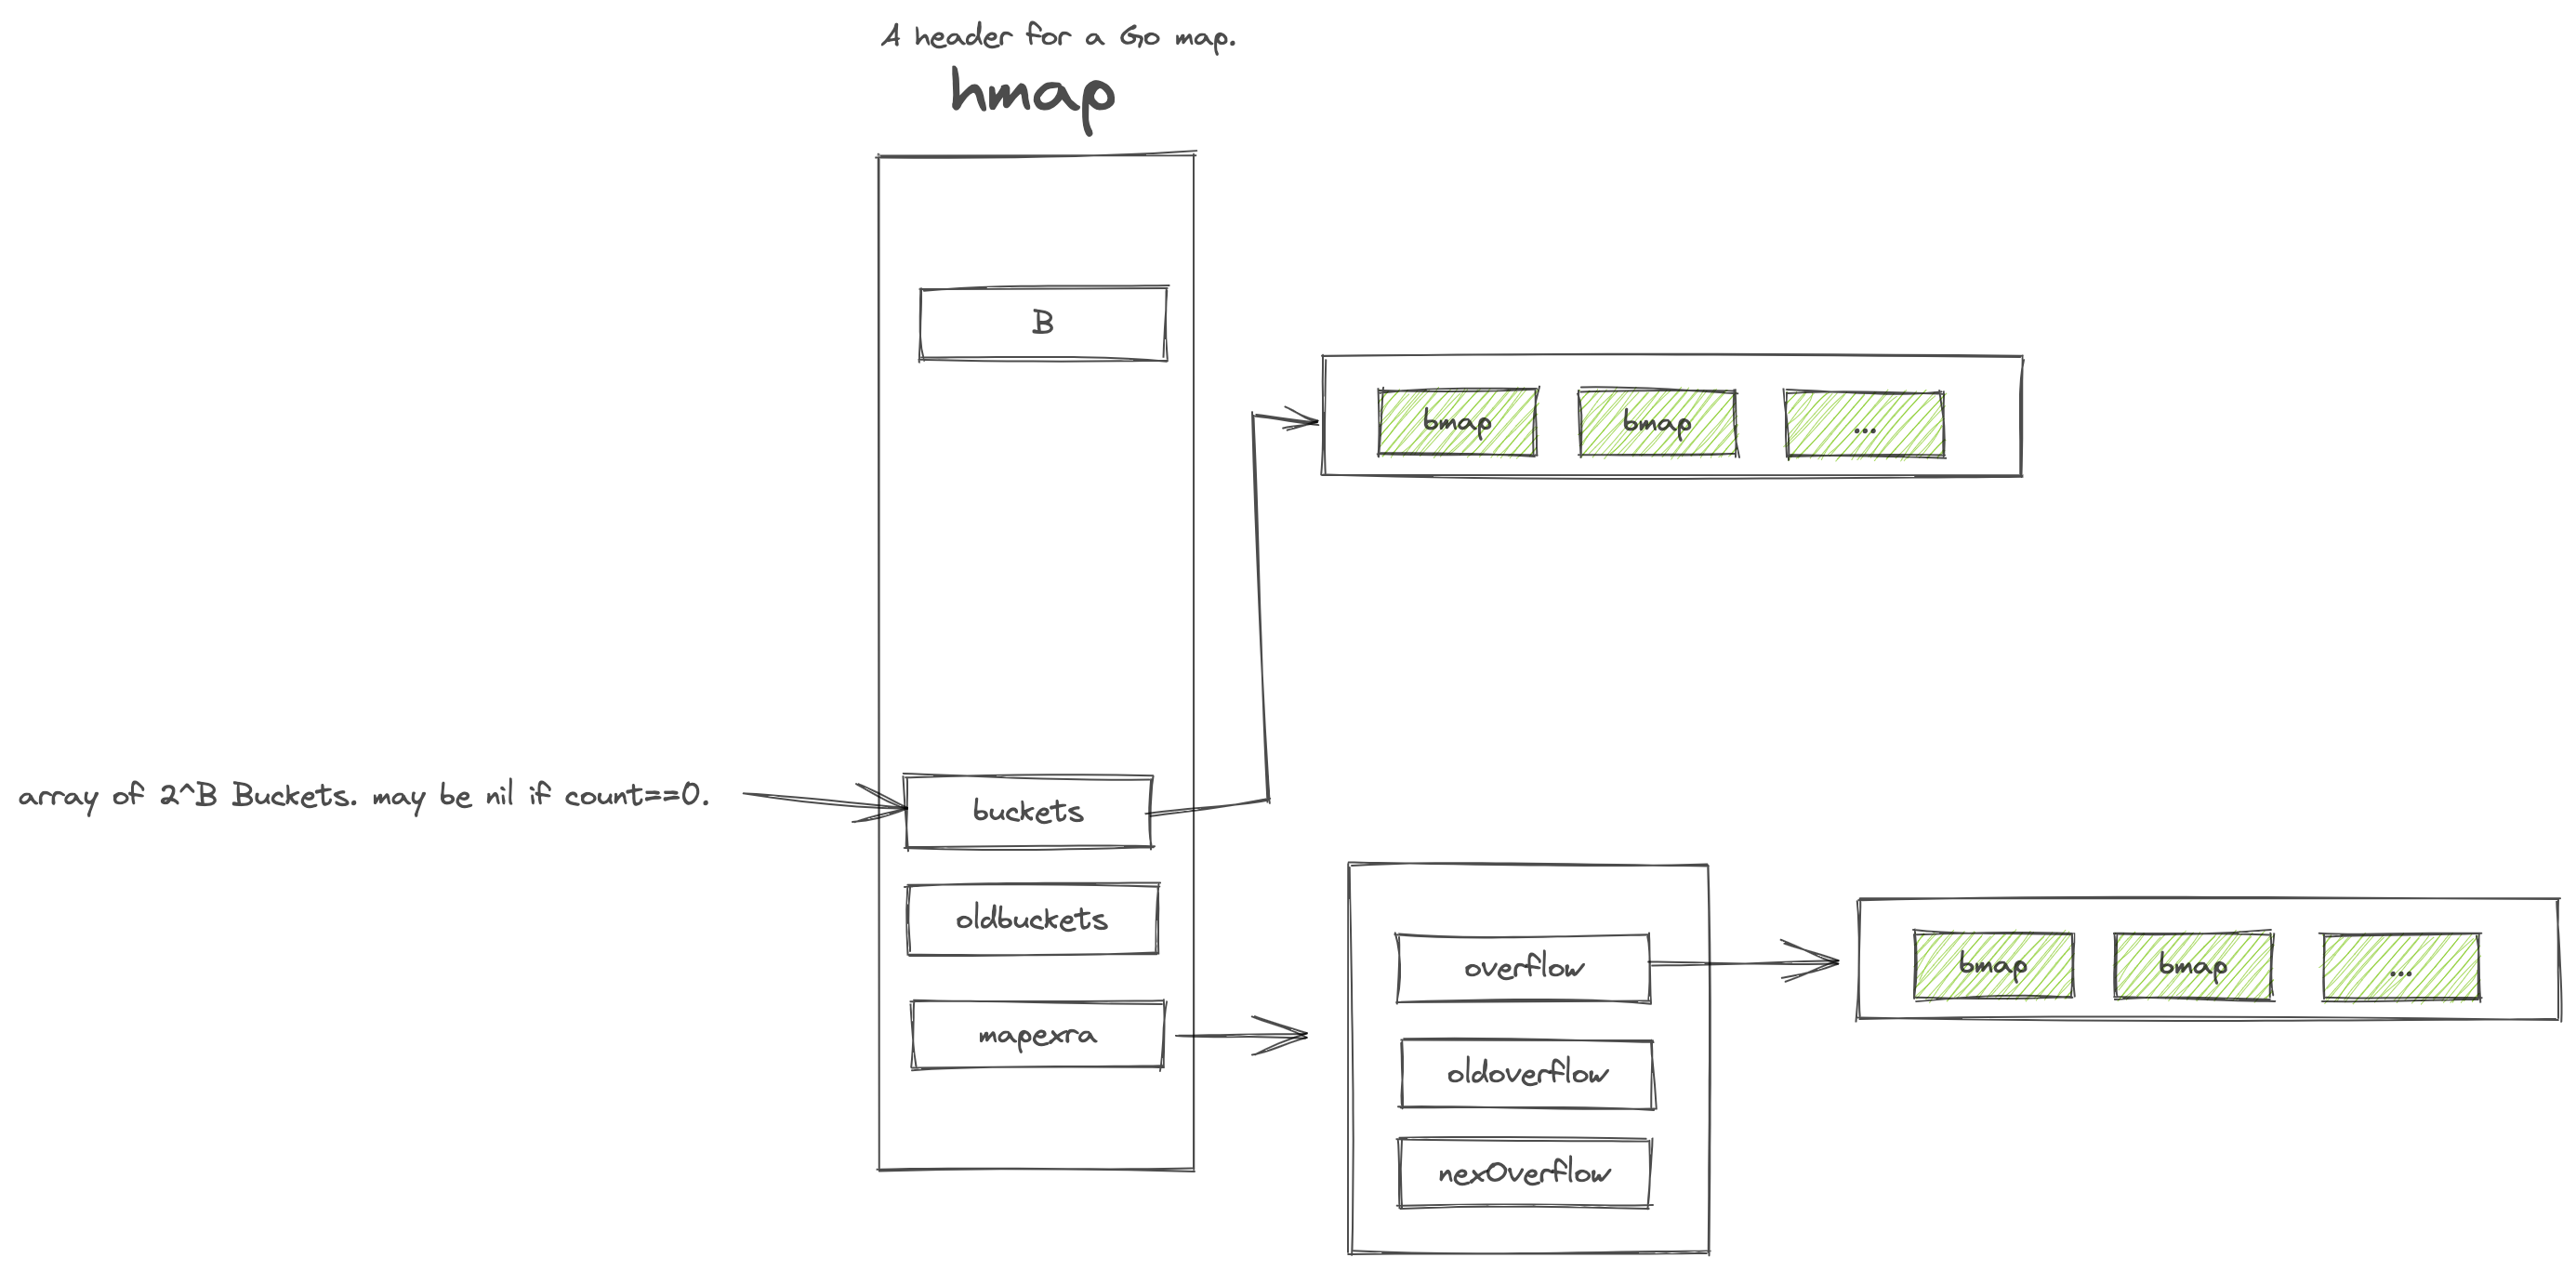 A header for a Go map.
hmap
B
bmap
bmap
...
array of 2^B Buckets. may be nil if count==0.
buckets
oldbuckets
mapexra
overflow
oldoverflow
nexOverflow
bmap
bmap
...